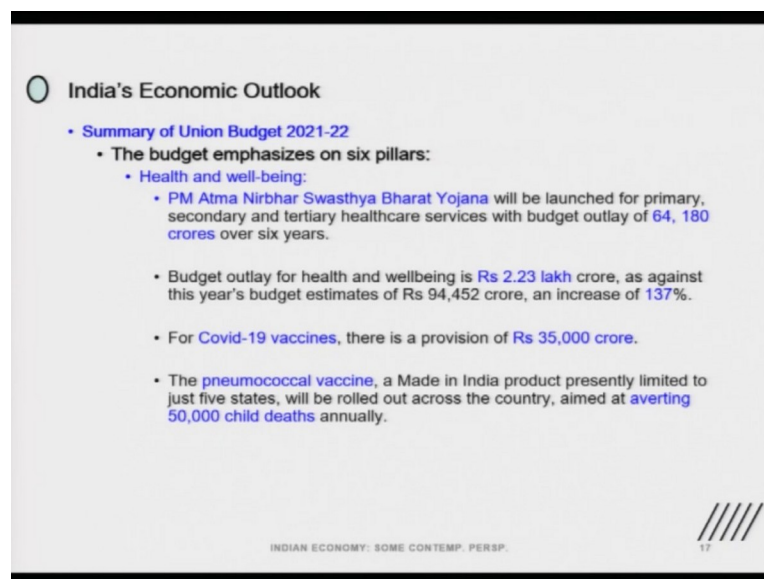 India's Economic Outlook
• Summary of Union Budget 2021-22
• The budget emphasizes on six pillars:
• Health and well-being:
• PM Atma Nirbhar Swasthya Bharat Yojana will be launched for primary,
secondary and tertiary healthcare services with budget outlay of 64, 180
crores over six years.
• Budget outlay for health and wellbeing is Rs 2.23 lakh crore, as against
this year's budget estimates of Rs 94,452 crore, an increase of 137%.
• For Covid-19 vaccines, there is a provision of Rs 35,000 crore.
• The pneumococcal vaccine, a Made in India product presently limited to
just five states, will be rolled out across the country, aimed at averting
50,000 child deaths annually.
INDIAN ECONOMY: SOME CONTEMP. PERSP.
17